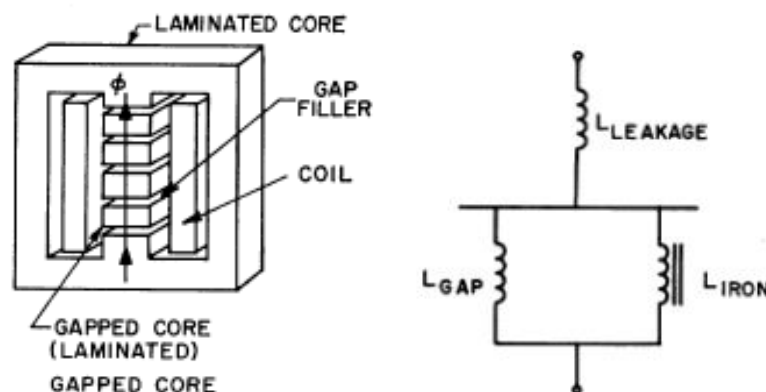 LAMINATED CORE
ϕ
GAP
FILLER
COIL
GAPPED CORE
(LAMINATED)
GAPPED CORE
LLEAKAGE
LGAP
LIRON